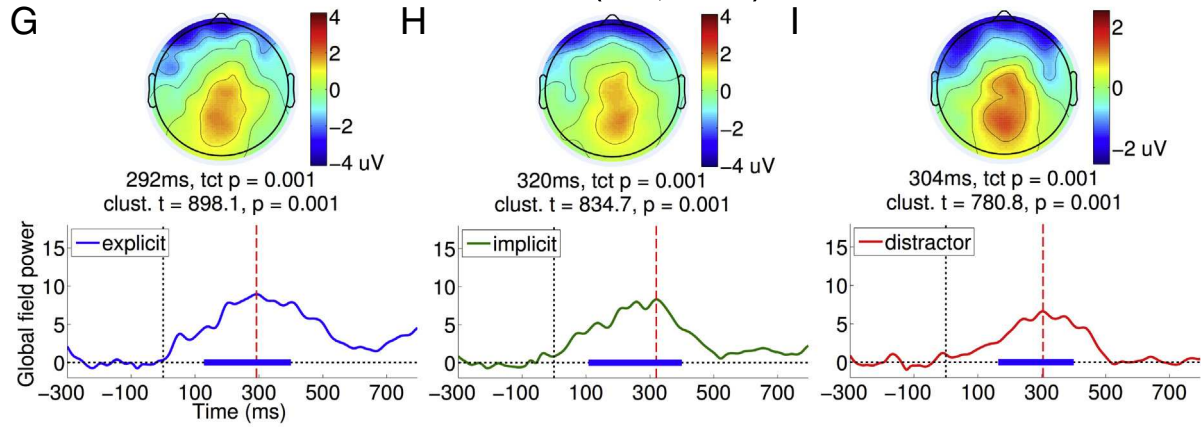 G
4
2
0
−2
−4 uV
292ms, tct p = 0.001
clust. t = 898.1, p = 0.001
H
4
2
0
−2
−4 uV
320ms, tct p = 0.001
clust. t = 834.7, p = 0.001
I
2
0
−2 uV
304ms, tct p = 0.001
clust. t = 780.8, p = 0.001
Global field power
15
10
5
0
explicit
−300
−100
100
300
500
700
Time (ms)
15
10
5
0
implicit
−300
−100
100
300
500
700
15
10
5
0
distractor
−300
−100
100
300
500
700